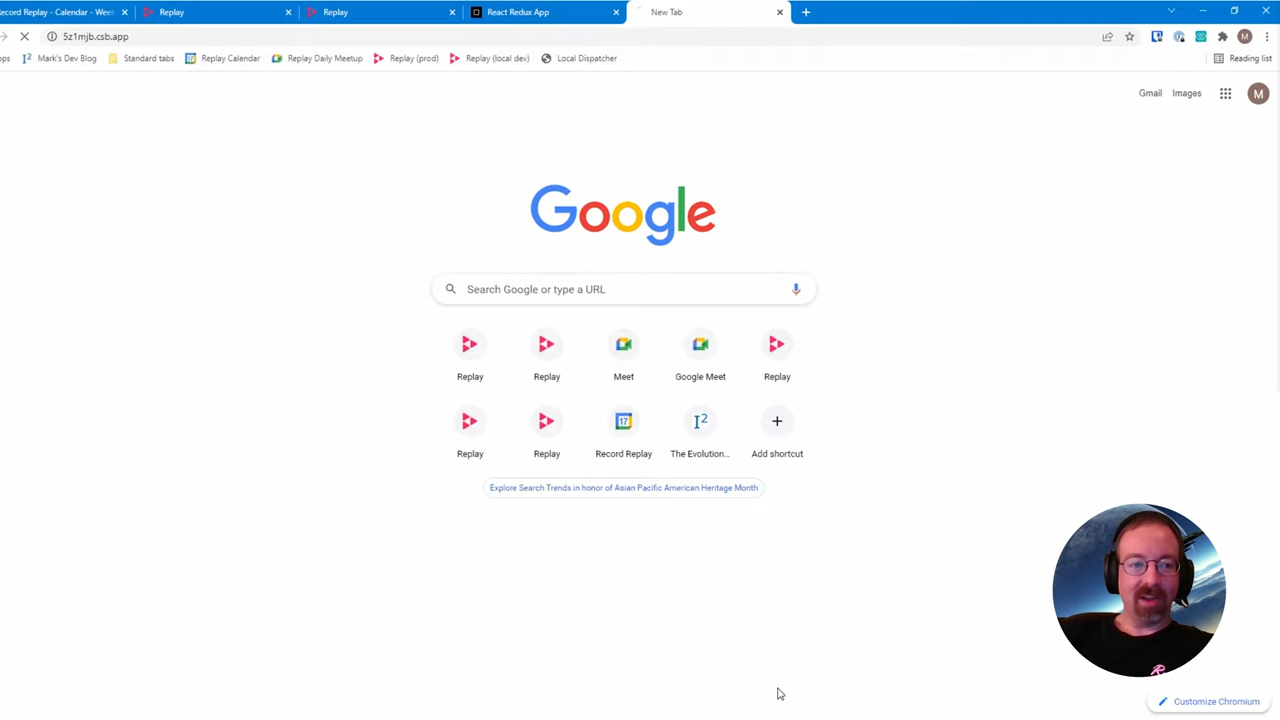 Record Replay - Calendar - Week
Replay
Replay
React Redux App
New Tab
5z1mjb.csb.app
Mark's Dev Blog
Standard tabs
Replay Calendar
Replay Daily Meetup
Replay (prod)
Replay (local dev)
Local Dispatcher
Reading list
Gmail
Images
M
Google
Search Google or type a URL
Replay
Replay
Meet
Google Meet
Replay
Replay
Replay
17
Record Replay
I2
The Evolution...
Add shortcut
Explore Search Trends in honor of Asian Pacific American Heritage Month
Customize Chromium